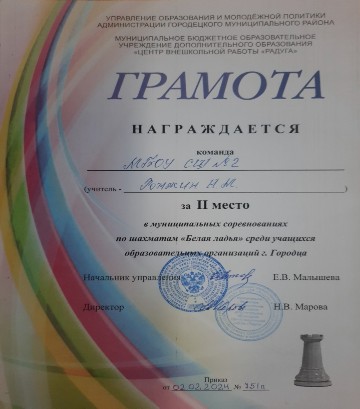 УПРАВЛЕНИЕ ОБРАЗОВАНИЯ И МОЛОДЁЖНОЙ ПОЛИТИКИ
АДМИНИСТРАЦИИ ГОРОДЕЦКОГО МУНИЦИПАЛЬНОГО РАЙОНА
МУНИЦИПАЛЬНОЕ БЮДЖЕТНОЕ ОБРАЗОВАТЕЛЬНОЕ
УЧРЕЖДЕНИЕ ДОПОЛНИТЕЛЬНОГО ОБРАЗОВАНИЯ
«ЦЕНТР ВНЕШКОЛЬНОЙ РАБОТЫ «РАДУГА»
ГРАМОТА
НАГРАЖДАЕТСЯ
команда
МБОУ СШ №2
(учитель - Н.М. )
за II место
в муниципальных соревнованиях
по шахматам «Белая ладья» среди учащихся
образовательных организаций г. Городца
Начальник управления Е.В. Малышева
Директор Н.В. Марова
Приказ
от 02.02.2024 № 151п